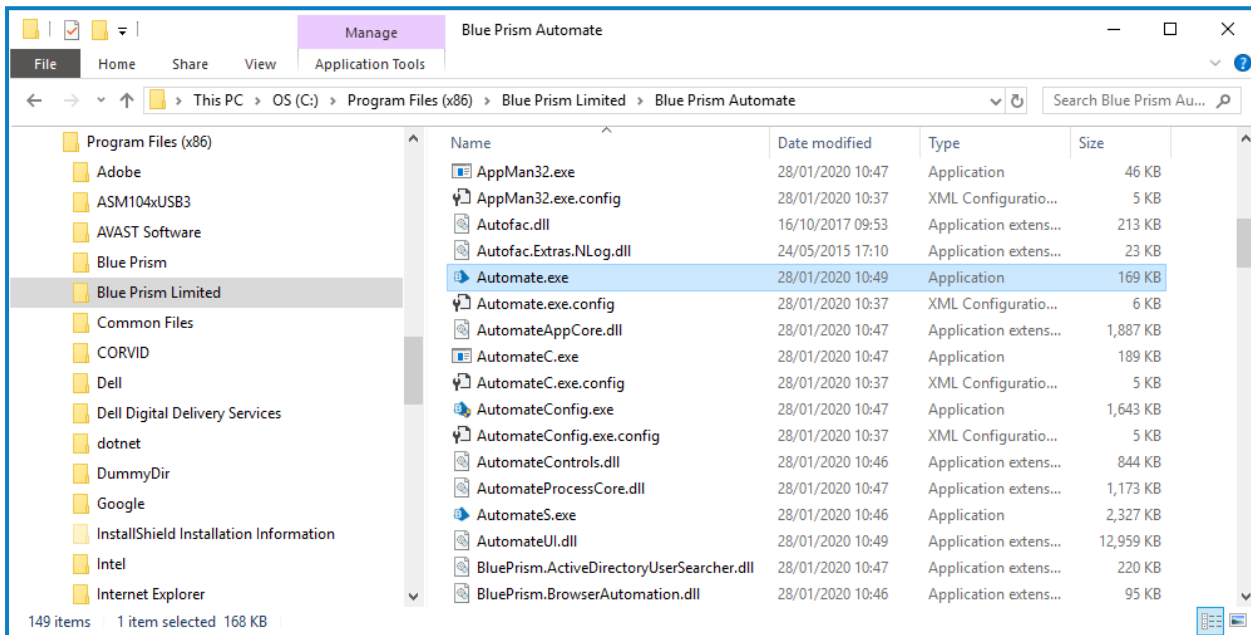 Manage
Blue Prism Automate
File
Home
Share
View
Application Tools
This PC > OS (C:) > Program Files (x86) > Blue Prism Limited > Blue Prism Automate
Search Blue Prism Au...
Program Files (x86)
Adobe
ASM104xUSB3
AVAST Software
Blue Prism
Blue Prism Limited
Common Files
CORVID
Dell
Dell Digital Delivery Services
dotnet
DummyDir
Google
InstallShield Installation Information
Intel
Internet Explorer
Name Date modified Type Size
AppMan32.exe 28/01/2020 10:47 Application 46 KB
AppMan32.exe.config 28/01/2020 10:37 XML Configuratio... 5 KB
Autofac.dll 16/10/2017 09:53 Application extens... 213 KB
Autofac.Extras.NLog.dll 24/05/2015 17:10 Application extens... 23 KB
Automate.exe 28/01/2020 10:49 Application 169 KB
Automate.exe.config 28/01/2020 10:37 XML Configuratio... 6 KB
AutomateAppCore.dll 28/01/2020 10:47 Application extens... 1,887 KB
AutomateC.exe 28/01/2020 10:47 Application 189 KB
AutomateC.exe.config 28/01/2020 10:37 XML Configuratio... 5 KB
AutomateConfig.exe 28/01/2020 10:47 Application 1,643 KB
AutomateConfig.exe.config 28/01/2020 10:37 XML Configuratio... 5 KB
AutomateControls.dll 28/01/2020 10:46 Application extens... 844 KB
AutomateProcessCore.dll 28/01/2020 10:47 Application extens... 1,173 KB
AutomateS.exe 28/01/2020 10:46 Application 2,327 KB
AutomateUI.dll 28/01/2020 10:49 Application extens... 12,959 KB
BluePrism.ActiveDirectoryUserSearcher.dll 28/01/2020 10:47 Application extens... 220 KB
BluePrism.BrowserAutomation.dll 28/01/2020 10:46 Application extens... 95 KB
149 items 1 item selected 168 KB